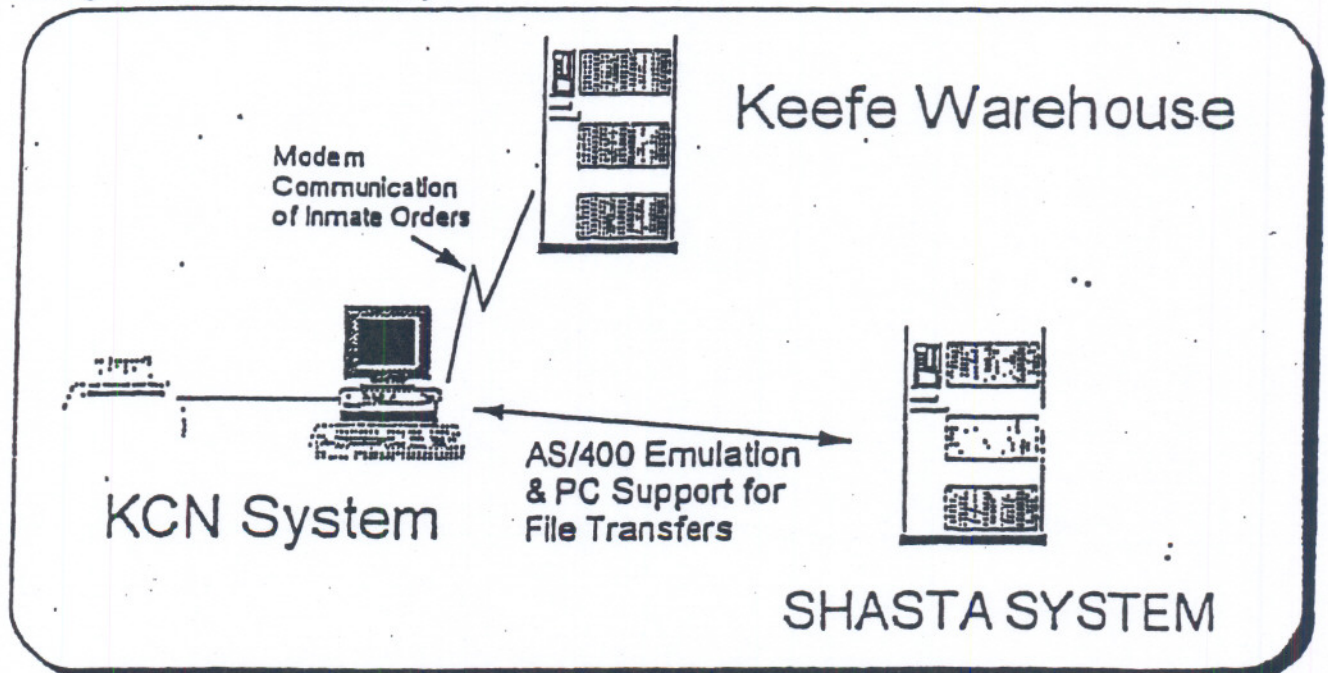 Keefe Warehouse
Modem
Communication
of Inmate Orders
AS/400 Emulation
& PC Support for
File Transfers
KCN System
SHASTA SYSTEM